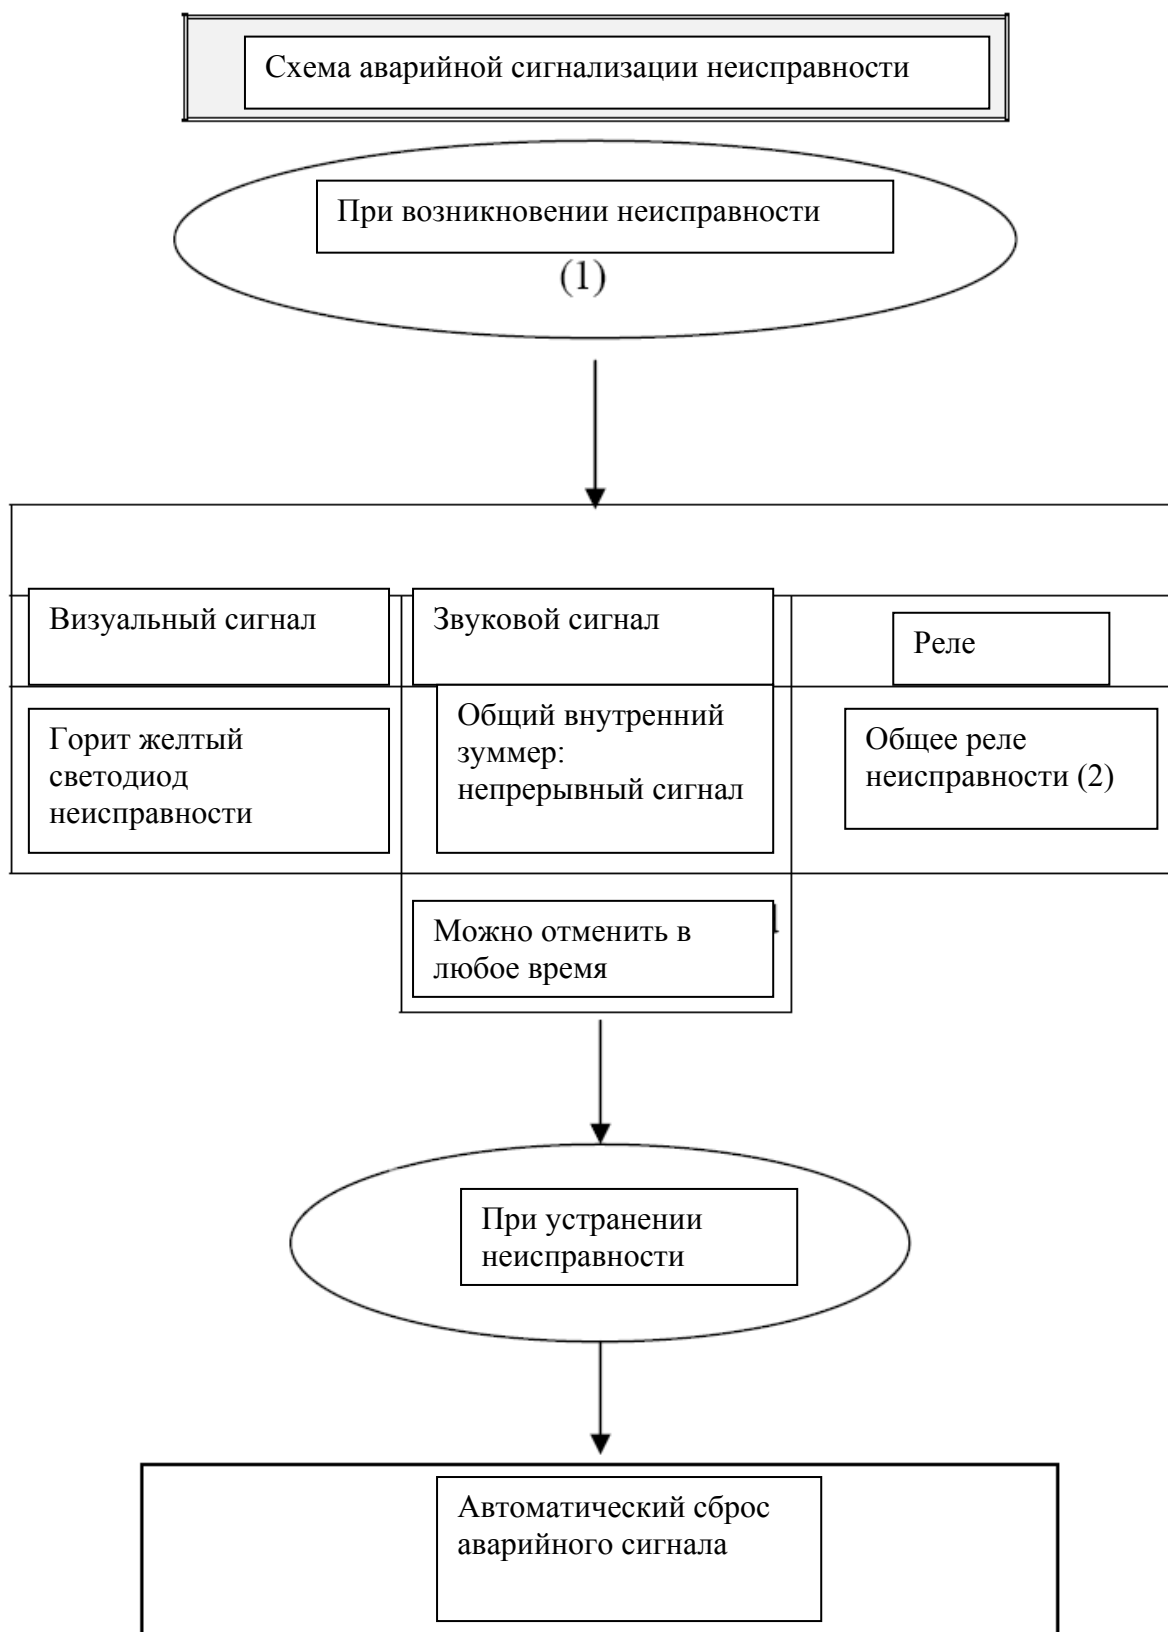 Схема аварийной сигнализации неисправности
При возникновении неисправности
(1)
Визуальный сигнал
Звуковой сигнал
Реле
Горит желтый
светодиод
неисправности
Общий внутренний
зуммер:
непрерывный сигнал
Общее реле
неисправности (2)
Можно отменить в
любое время
При устранении
неисправности
Автоматический сброс
аварийного сигнала